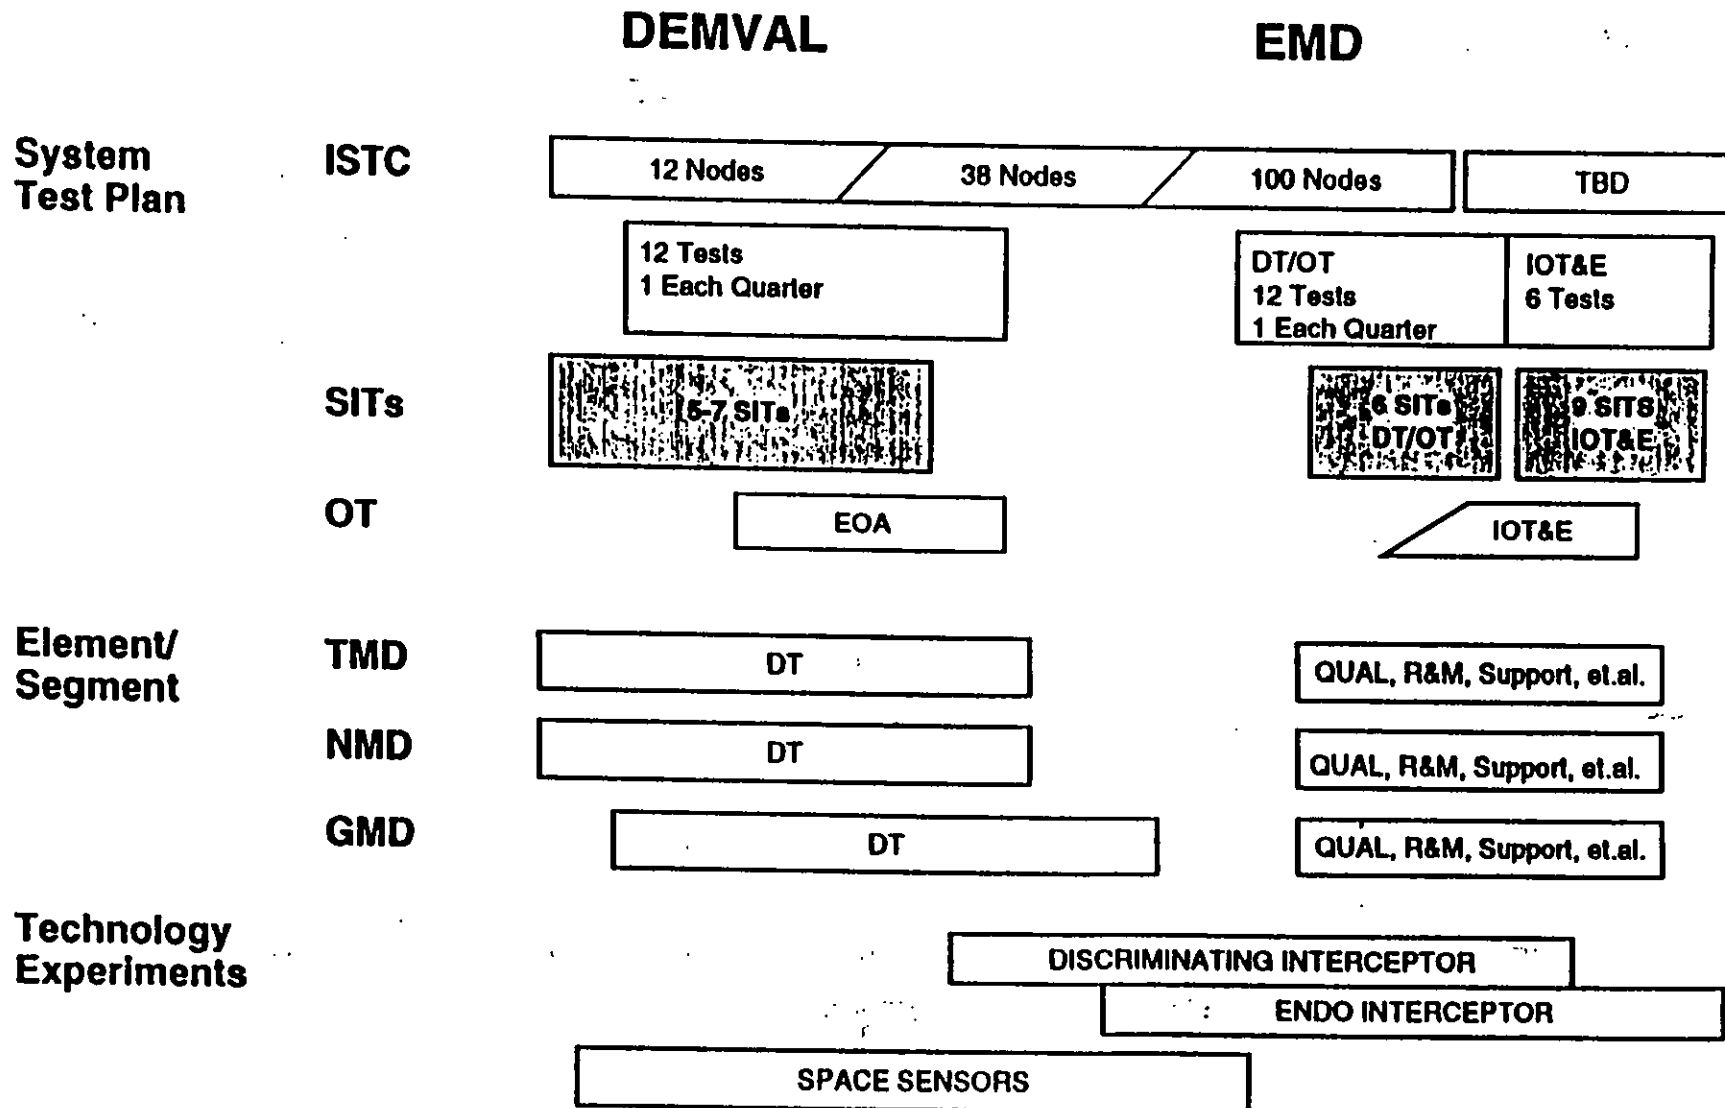 DEMVAL EMD
System
Test Plan
ISTC
12 Nodes
38 Nodes
100 Nodes
TBD
12 Tests
1 Each Quarter
DT/OT
12 Tests
1 Each Quarter
IOT&E
6 Tests
SITs
5-7 SITs
6 SITs
DT/OT
9 SITS
IOT&E
OT
EOA
IOT&E
Element/
Segment
TMD
DT
QUAL, R&M, Support, et.al.
NMD
DT
QUAL, R&M, Support, et.al.
GMD
DT
QUAL, R&M, Support, et.al.
Technology
Experiments
DISCRIMINATING INTERCEPTOR
ENDO INTERCEPTOR
SPACE SENSORS